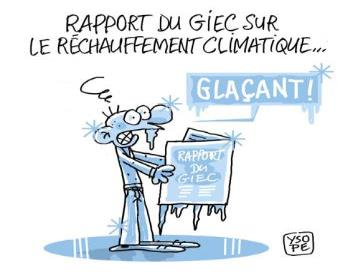 RAPPORT DU GIEC SUR
LE RÉCHAUFFEMENT CLIMATIQUE...
GLAÇANT!
RAPPORT
DU
GIEC
YSO
PE